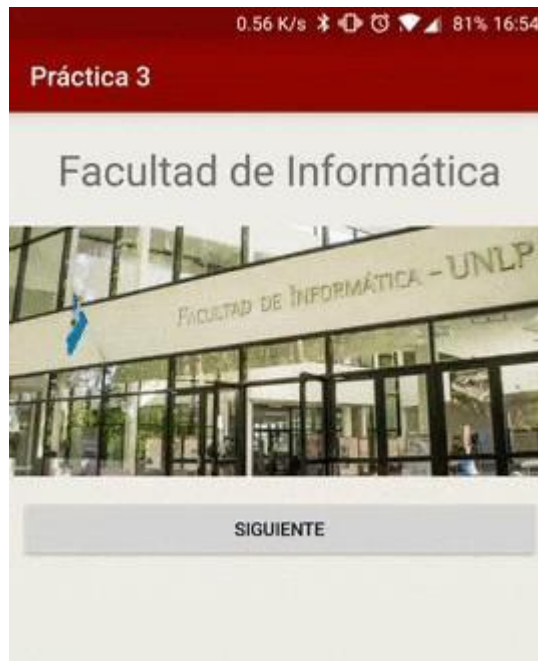 0.56 K/s 81% 16:54
Práctica 3
Facultad de Informática
FACULTAD DE INFORMÁTICA - UNLP
SIGUIENTE